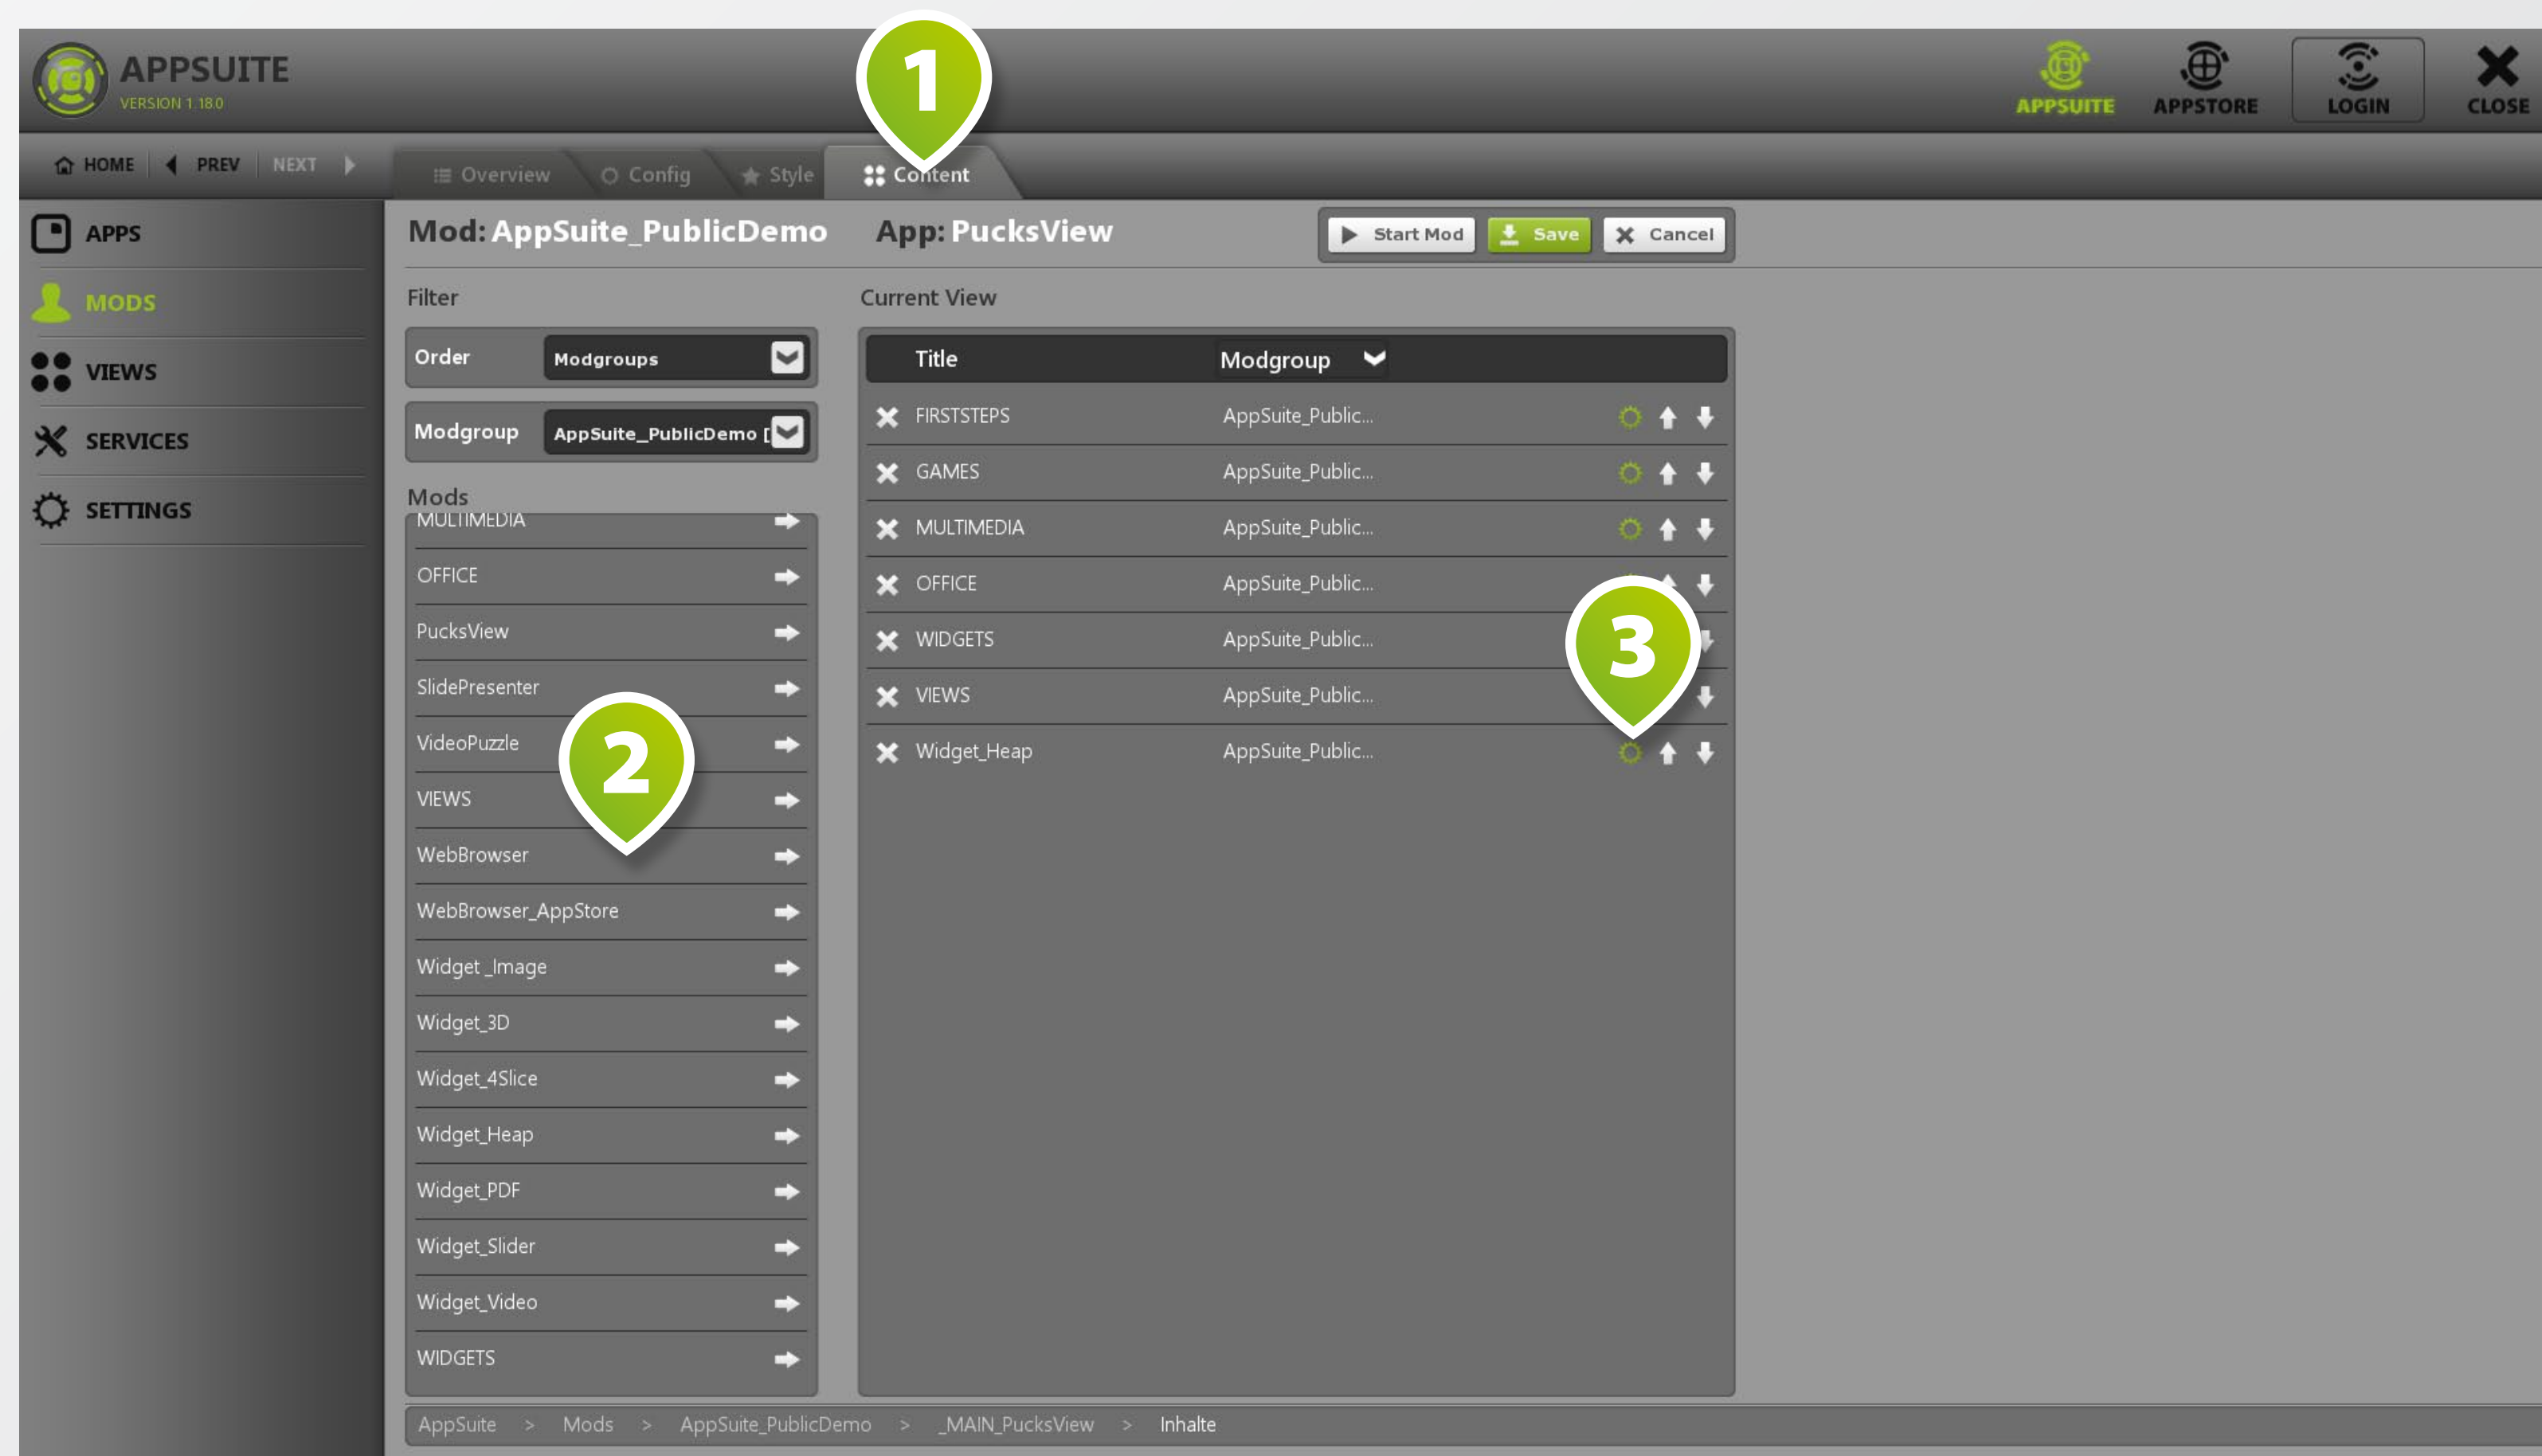 APPSUITE
VERSION 1.18.0
1
APPSUITE
APPSTORE
LOGIN
CLOSE
HOME
PREV
NEXT
Overview
Config
Style
Content
APPS
MODS
VIEWS
SERVICES
SETTINGS
Mod: AppSuite_PublicDemo
App: PucksView
Start Mod
Save
Cancel
Filter
Order
Modgroups
Modgroup
AppSuite_PublicDemo [
Mods
MULTIMEDIA
OFFICE
PucksView
SlidePresenter
VideoPuzzle
VIEWS
WebBrowser
WebBrowser_AppStore
Widget _Image
Widget_3D
Widget_4Slice
Widget_Heap
Widget_PDF
Widget_Slider
Widget_Video
WIDGETS
2
Current View
Title Modgroup
FIRSTSTEPS AppSuite_Public...
GAMES AppSuite_Public...
MULTIMEDIA AppSuite_Public...
OFFICE AppSuite_Public...
WIDGETS AppSuite_Public...
VIEWS AppSuite_Public...
Widget_Heap AppSuite_Public...
3
AppSuite > Mods > AppSuite_PublicDemo > _MAIN_PucksView > Inhalte